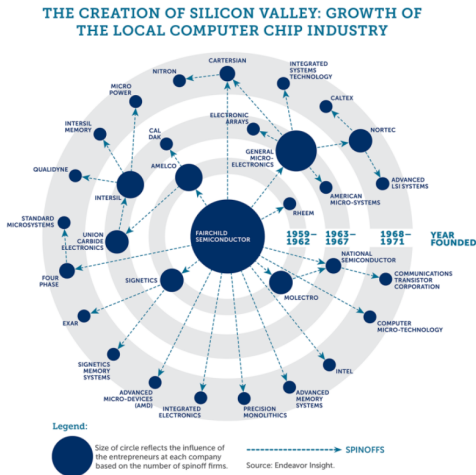 THE CREATION OF SILICON VALLEY: GROWTH OF
THE LOCAL COMPUTER CHIP INDUSTRY
CARTERSIAN
NITRON
INTEGRATED
SYSTEMS
TECHNOLOGY
MICRO
POWER
CALTEX
INTERSIL
MEMORY
ELECTRONIC
ARRAYS
CAL
DAK
NORTEC
GENERAL
MICRO-
ELECTRONICS
AMELCO
QUALIDYNE
ADVANCED
LSI SYSTEMS
INTERSIL
AMERICAN
MICRO-SYSTEMS
RHEEM
STANDARD
MICROSYSTEMS
UNION
CARBIDE
ELECTRONICS
FAIRCHILD
SEMICONDUCTOR
1959–
1962
1963–
1967
1968–
1971
YEAR
FOUNDED
NATIONAL
SEMICONDUCTOR
FOUR
PHASE
SIGNETICS
COMMUNICATIONS
TRANSISTOR
CORPORATION
MOLECTRO
EXAR
COMPUTER
MICRO-TECHNOLOGY
SIGNETICS
MEMORY
SYSTEMS
INTEL
ADVANCED
MICRO-DEVICES
(AMD)
INTEGRATED
ELECTRONICS
PRECISION
MONOLITHICS
ADVANCED
MEMORY
SYSTEMS
Legend:
Size of circle reflects the influence of
the entrepreneurs at each company
based on the number of spinoff firms.
SPINOFFS
Source: Endeavor Insight.